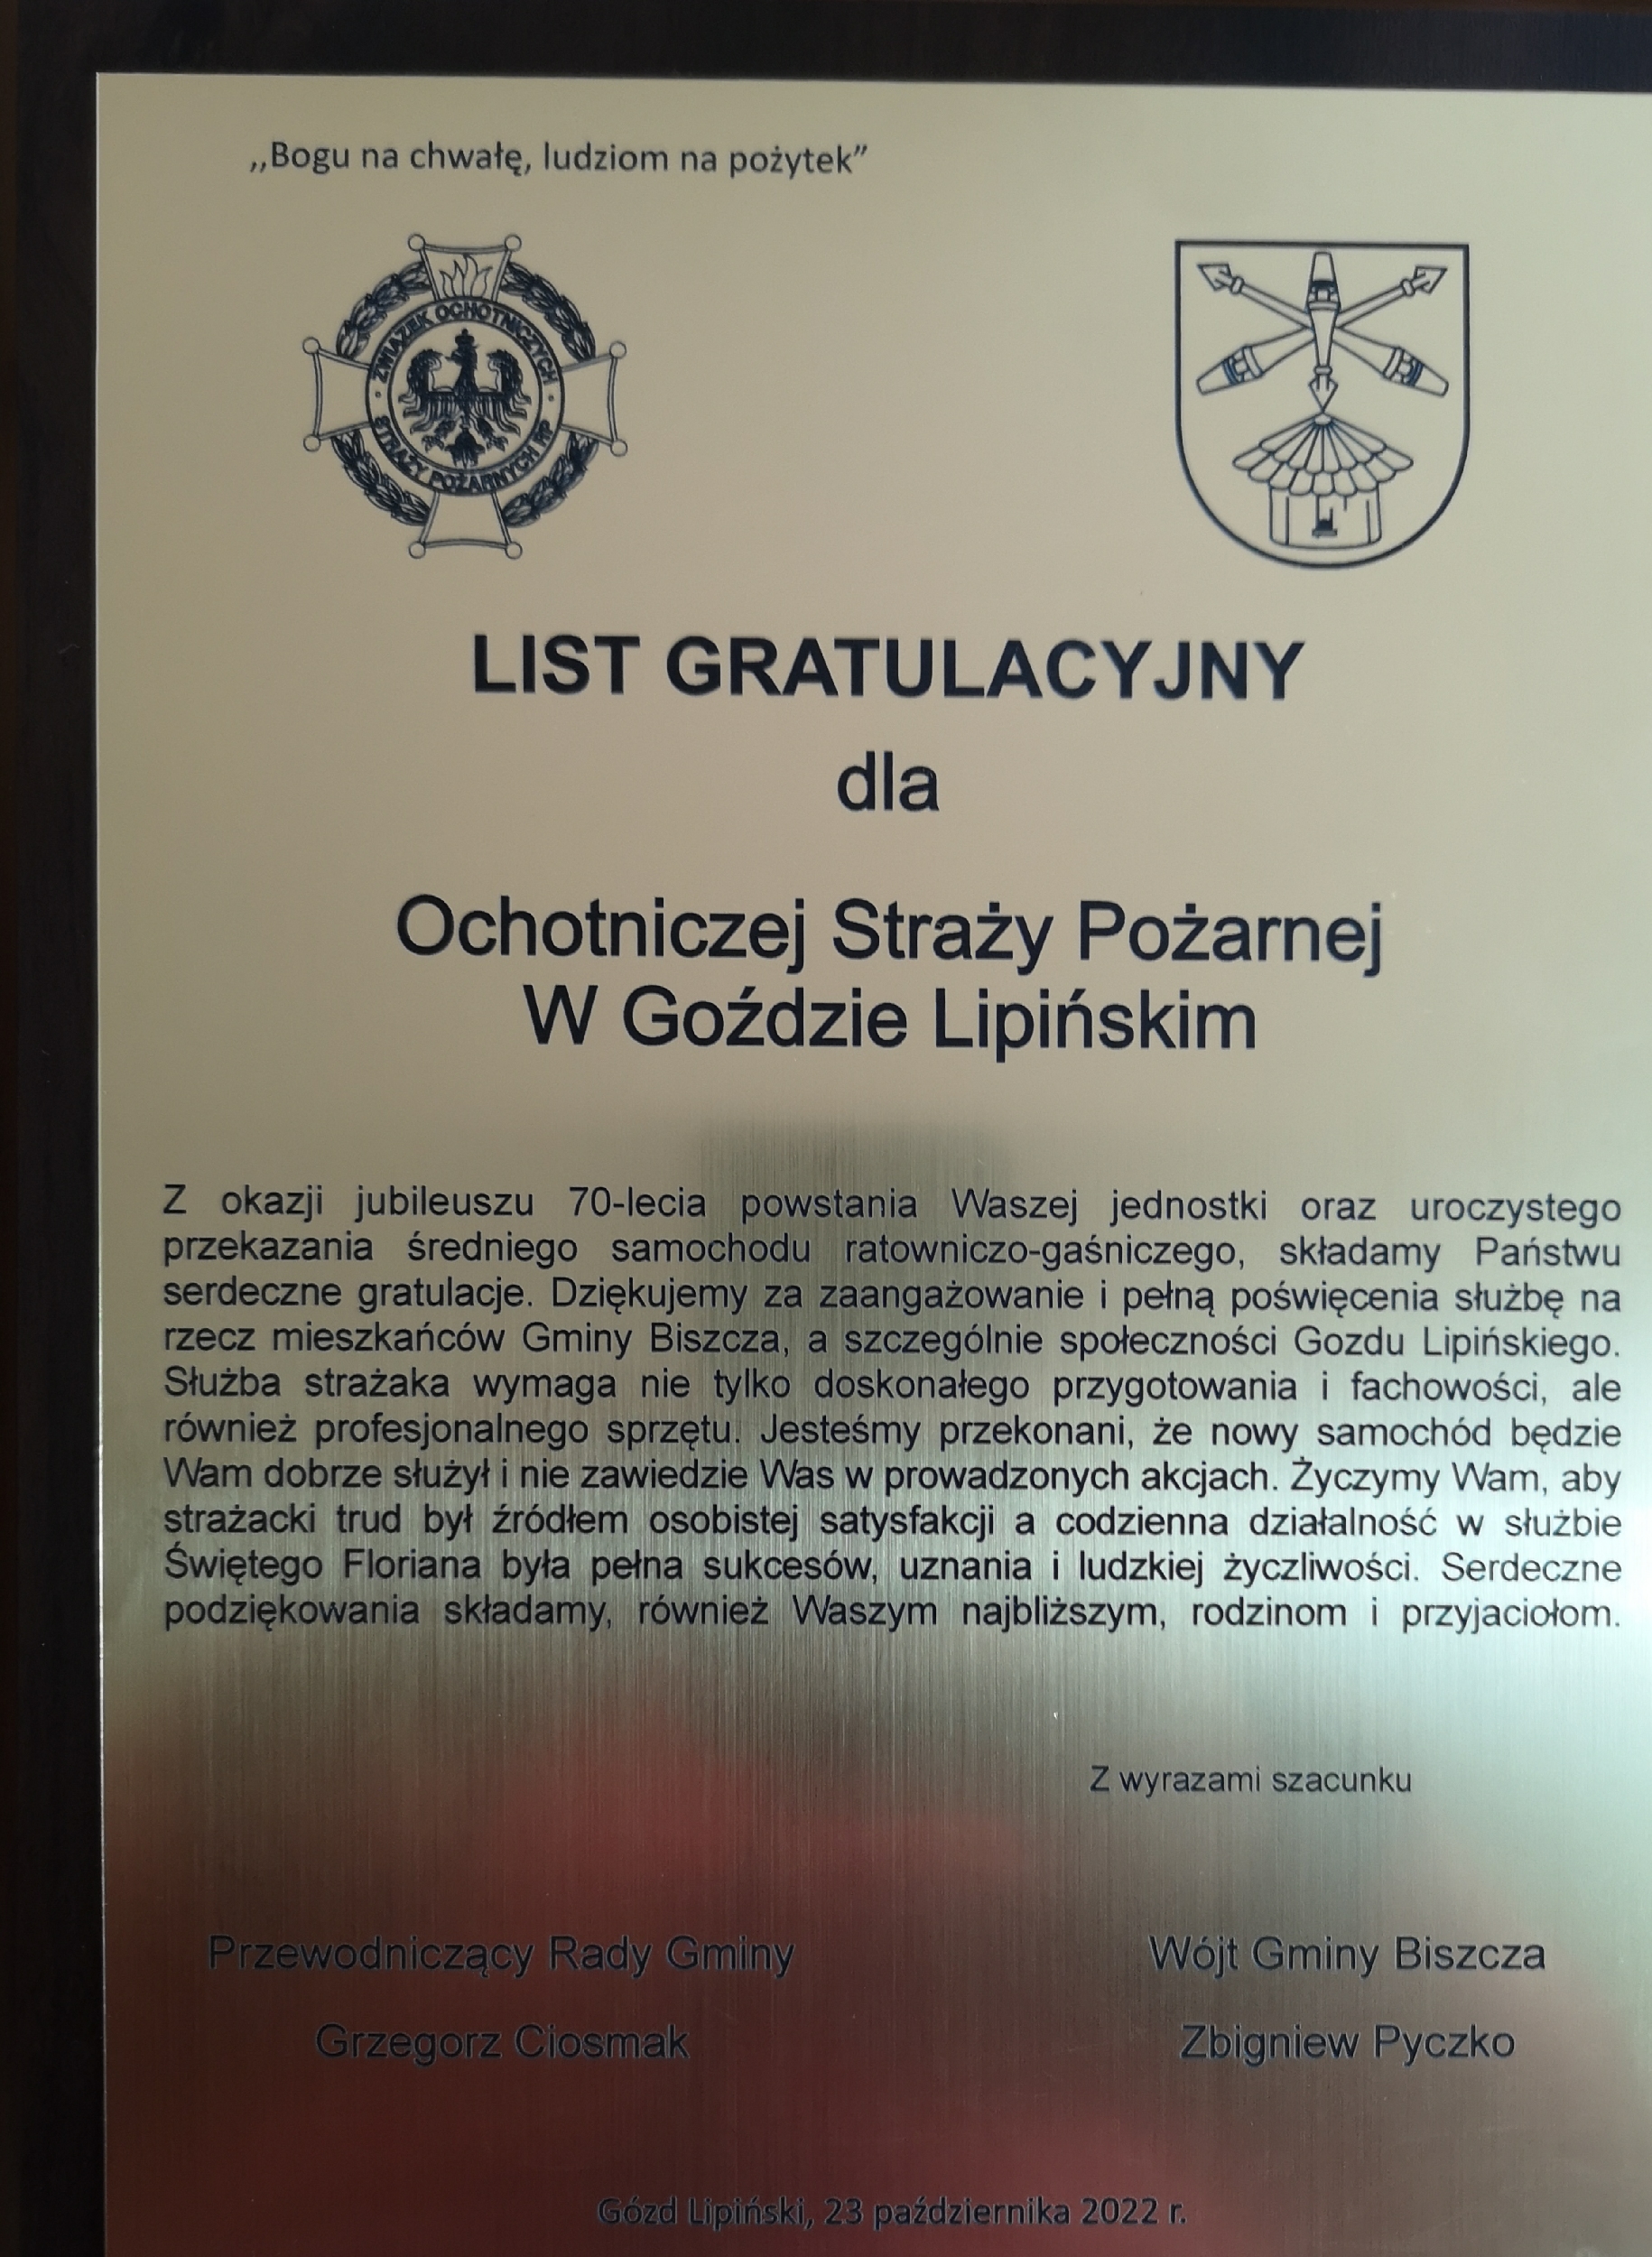 ,,Bogu na chwałę, ludziom na pożytek”
ZWIĄZEK OCHOTNICZYCH
STRAŻY POŻARNYCH RP
LIST GRATULACYJNY
dla
Ochotniczej Straży Pożarnej
W Goździe Lipińskim
Z okazji jubileuszu 70-lecia powstania Waszej jednostki oraz uroczystego
przekazania średniego samochodu ratowniczo-gaśniczego, składamy Państwu
serdeczne gratulacje. Dziękujemy za zaangażowanie i pełną poświęcenia służbę na
rzecz mieszkańców Gminy Biszcza, a szczególnie społeczności Gozdu Lipińskiego.
Służba strażaka wymaga nie tylko doskonałego przygotowania i fachowości, ale
również profesjonalnego sprzętu. Jesteśmy przekonani, że nowy samochód będzie
Wam dobrze służył i nie zawiedzie Was w prowadzonych akcjach. Życzymy Wam, aby
strażacki trud był źródłem osobistej satysfakcji a codzienna działalność w służbie
Świętego Floriana była pełna sukcesów, uznania i ludzkiej życzliwości. Serdeczne
podziękowania składamy, również Waszym najbliższym, rodzinom i przyjaciołom.
Z wyrazami szacunku
Przewodniczący Rady Gminy
Grzegorz Ciosmak
Wójt Gminy Biszcza
Zbigniew Pyczko
Gózd Lipiński, 23 października 2022 r.